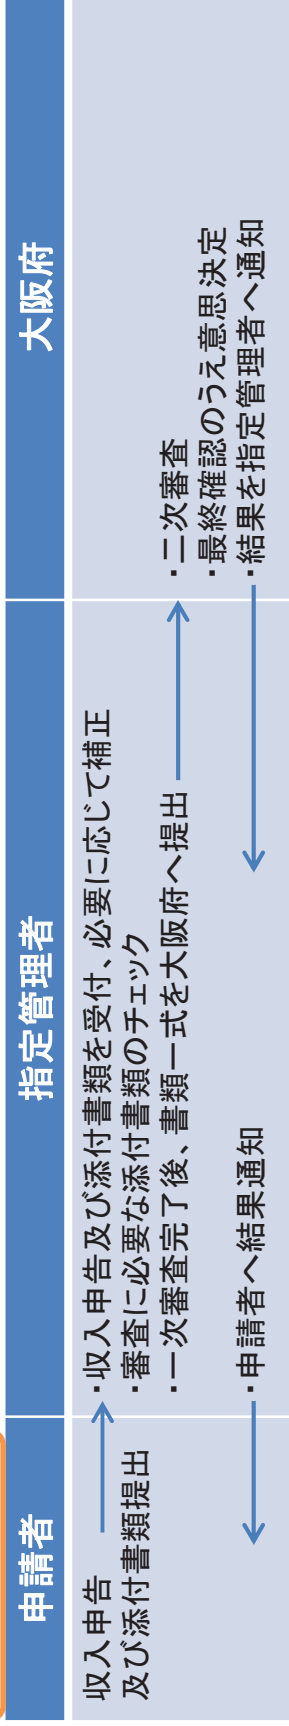 申請者
指定管理者
大阪府
収入申告
及び添付書類提出
・収入申告及び添付書類を受付、必要に応じて補正
・審査に必要な添付書類のチェック
・一次審査完了後、書類一式を大阪府へ提出
・二次審査
・最終確認のうえ意思決定
・結果を指定管理者へ通知
・申請者へ結果通知